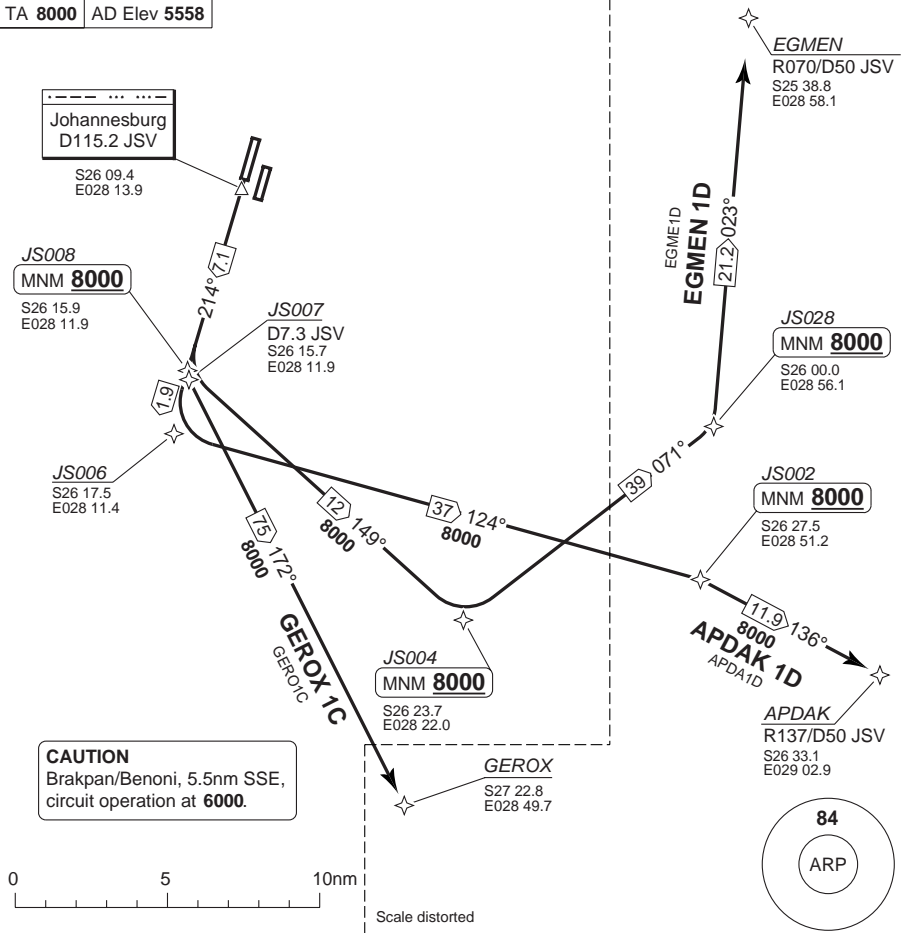 TA 8000 AD Elev 5558
EGMEN
R070/D50 JSV
S25 38.8
E028 58.1
Johannesburg
D115.2 JSV
S26 09.4
E028 13.9
7.1
214°
JS008
MNM 8000
S26 15.9
E028 11.9
JS007
D7.3 JSV
S26 15.7
E028 11.9
EGMEN 1D
EGME1D
21.2 023°
JS028
MNM 8000
S26 00.0
E028 56.1
1.9
JS006
S26 17.5
E028 11.4
12 149°
8000
37 124°
8000
39 071°
JS002
MNM 8000
S26 27.5
E028 51.2
75 172°
8000
GEROX 1C
GERO1C
JS004
MNM 8000
S26 23.7
E028 22.0
11.9 136°
8000
APDAK 1D
APDA1D
APDAK
R137/D50 JSV
S26 33.1
E029 02.9
CAUTION
Brakpan/Benoni, 5.5nm SSE,
circuit operation at 6000.
GEROX
S27 22.8
E028 49.7
84
ARP
0 5 10nm
Scale distorted